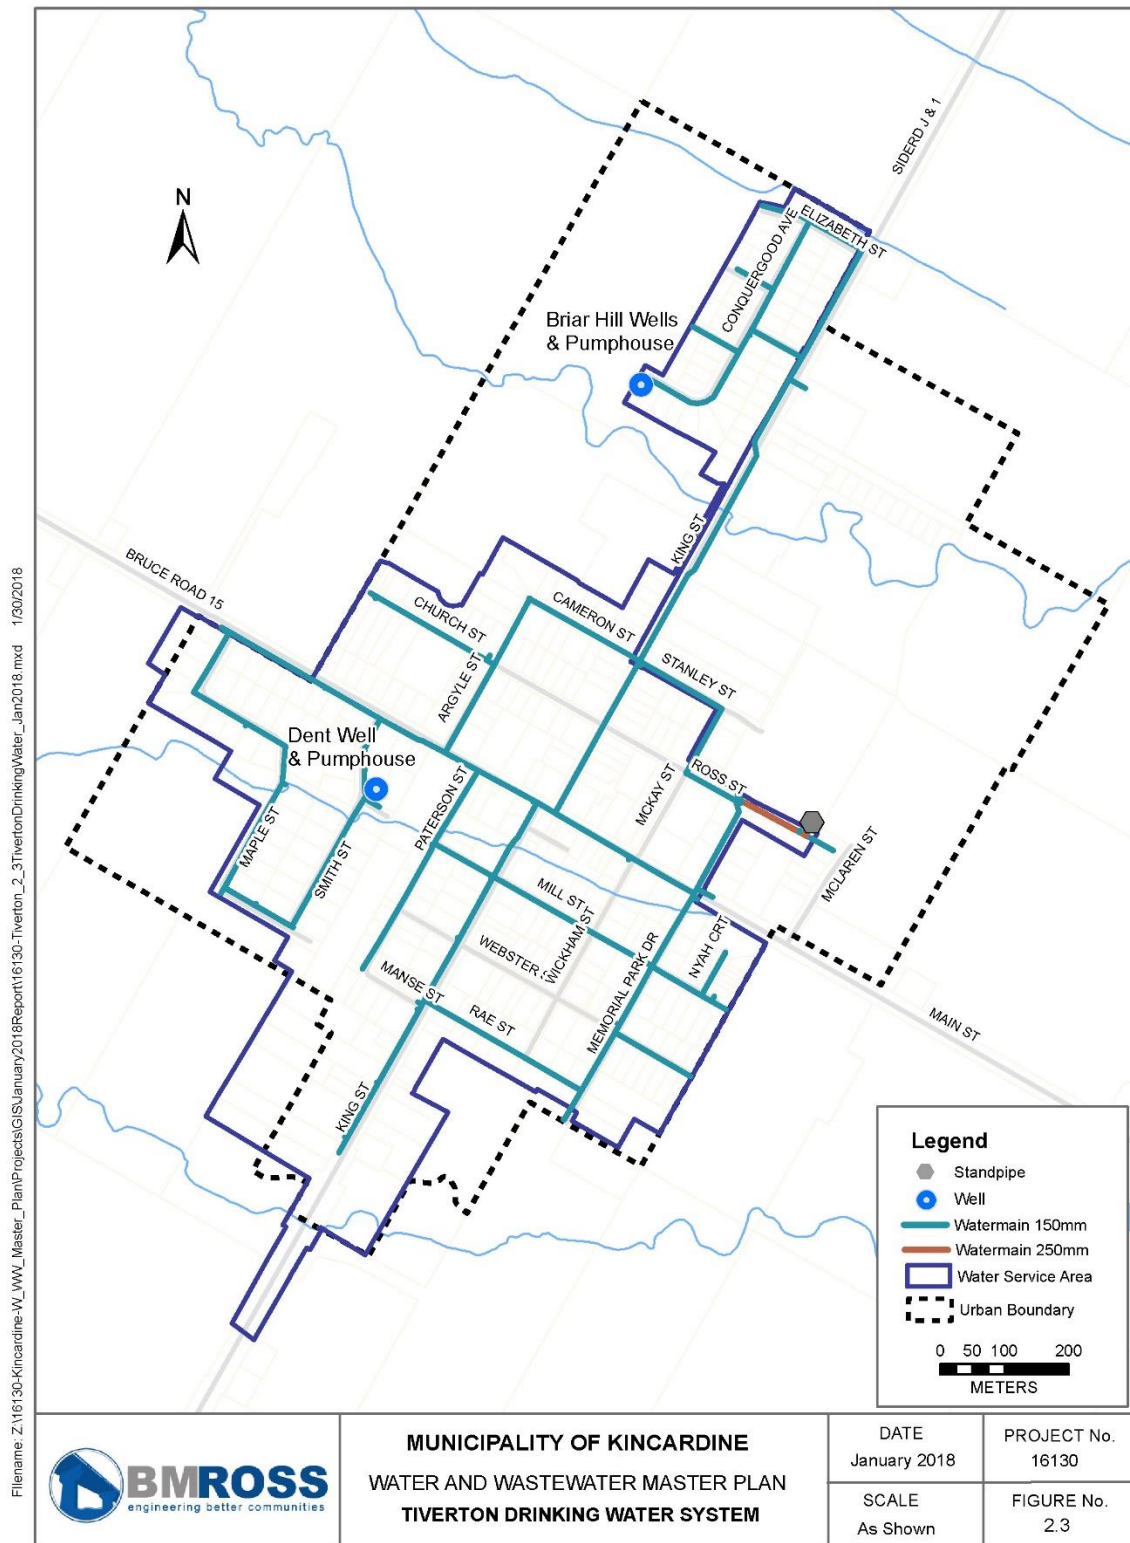 Filename: Z:\16130-Kincardine-W_WW_Master_Plan\Projects\GIS\January2018Report\16130-Tiverton_2_3TivertonDrinkingWater_Jan2018.mxd 1/30/2018
N
SIDERD J & 1
ELIZABETH ST
CONQUERGOOD AVE
Briar Hill Wells
& Pumphouse
KING ST
BRUCE ROAD 15
CHURCH ST
CAMERON ST
ARGYLE ST
STANLEY ST
Dent Well
& Pumphouse
ROSS ST
MCKAY ST
PATERSON ST
MAPLE ST
SMITH ST
MCLAREN ST
MILL ST
WICKHAM ST
WEBSTER S
NYAH CRT
MEMORIAL PARK DR
MANSE ST
RAE ST
MAIN ST
KING ST
Legend
Standpipe
Well
Watermain 150mm
Watermain 250mm
Water Service Area
Urban Boundary
0 50 100 200
METERS
BMROSS
engineering better communities
MUNICIPALITY OF KINCARDINE
WATER AND WASTEWATER MASTER PLAN
TIVERTON DRINKING WATER SYSTEM
DATE
January 2018
PROJECT No.
16130
SCALE
As Shown
FIGURE No.
2.3